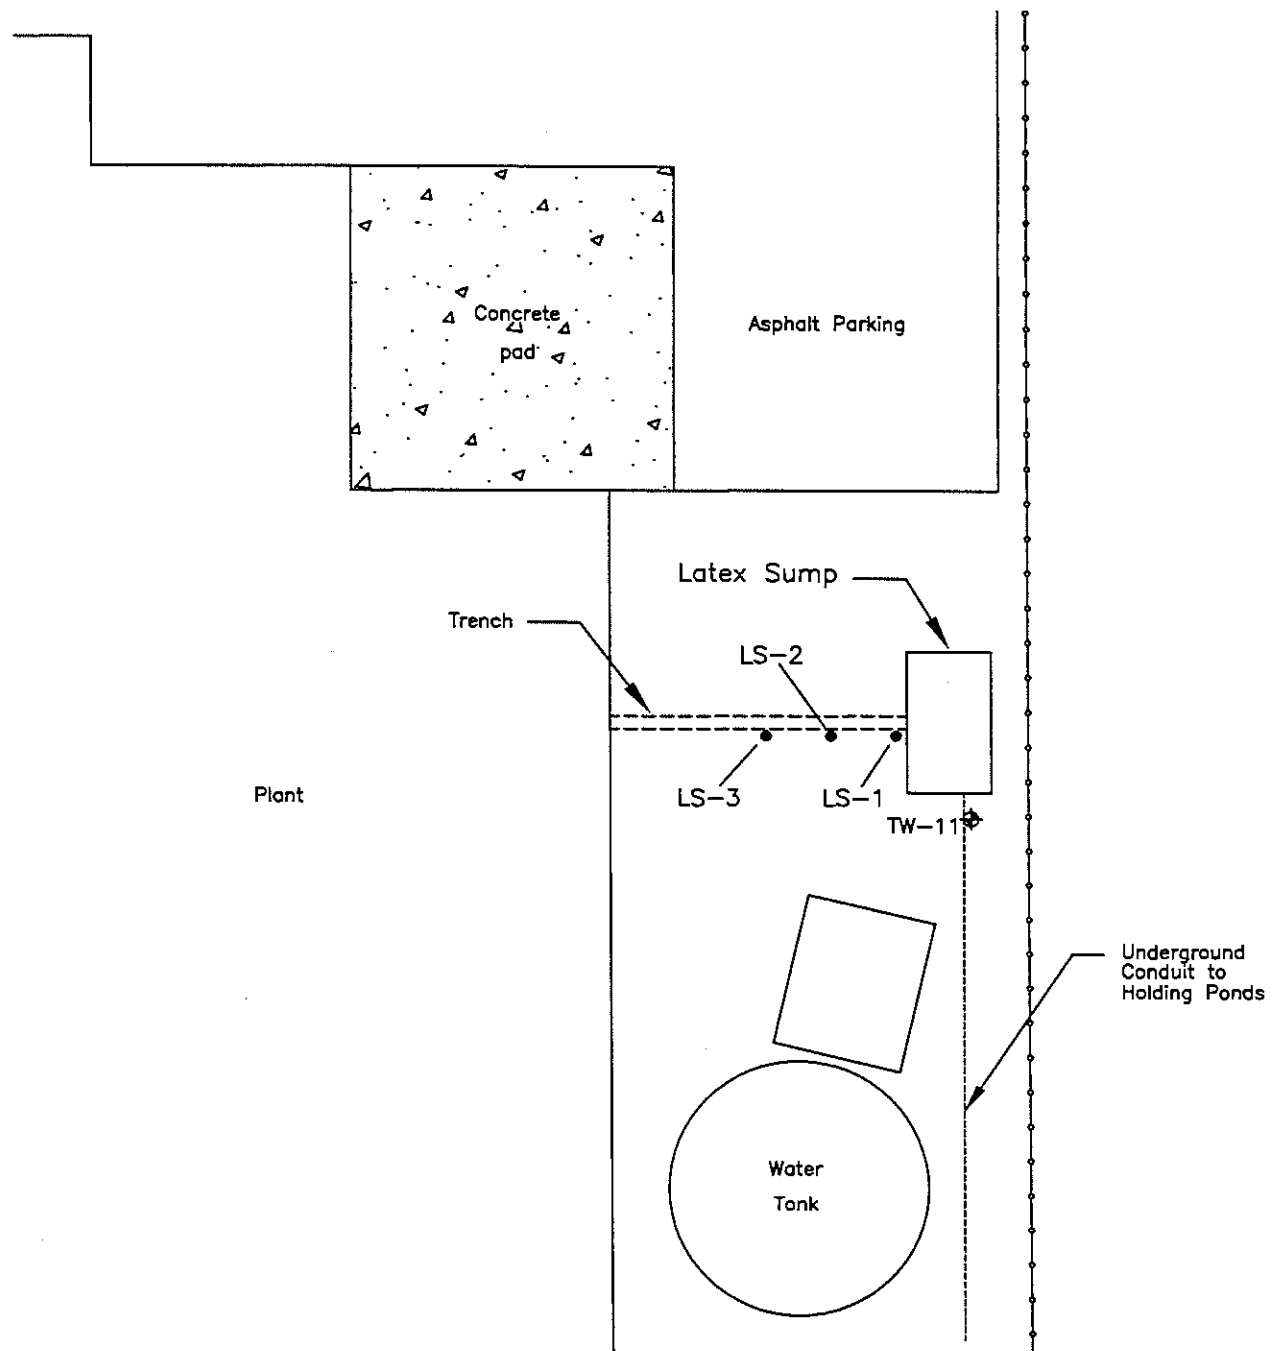 Concrete
pad
Asphalt Parking
Latex Sump
Trench
LS-2
LS-3
LS-1
Plant
TW-11
Underground
Conduit to
Holding Ponds
Water
Tank